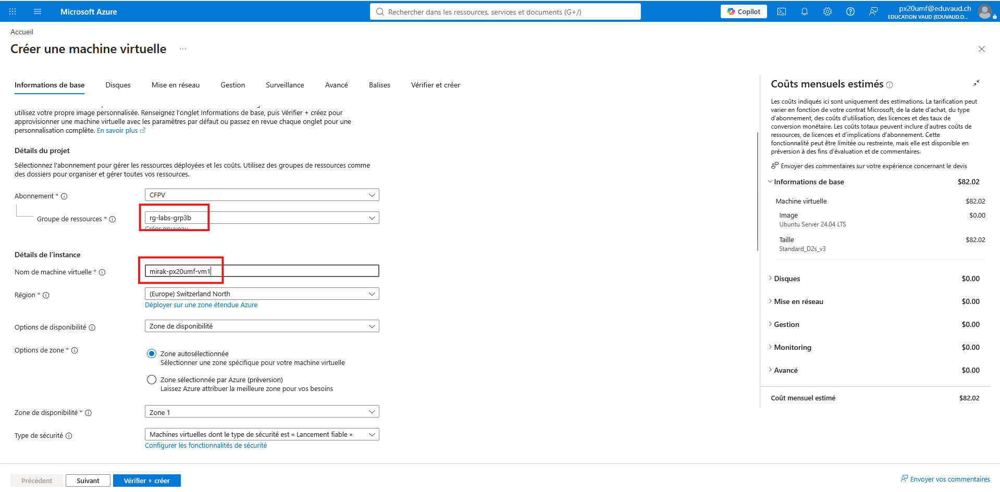 Microsoft Azure
Rechercher dans les ressources, services et documents (G+/)
Copilot
px20umf@eduvaud.ch
EDUCATION VAUD (EDUVAUD.O...
Accueil
Créer une machine virtuelle ...
Informations de base Disques Mise en réseau Gestion Surveillance Avancé Balises Vérifier et créer
utilisez votre propre image personnalisée. Renseignez l'onglet Informations de base, puis Vérifier + créez pour
approvisionner une machine virtuelle avec les paramètres par défaut ou passez en revue chaque onglet pour une
personnalisation complète. En savoir plus
Détails du projet
Sélectionnez l'abonnement pour gérer les ressources déployées et les coûts. Utilisez des groupes de ressources comme
des dossiers pour organiser et gérer toutes vos ressources.
Abonnement *
CFPV
Groupe de ressources *
rg-labs-grp3b
Créer nouveau
Détails de l'instance
Nom de machine virtuelle *
mirak-px20umf-vm1
Région *
(Europe) Switzerland North
Déployer sur une zone étendue Azure
Options de disponibilité
Zone de disponibilité
Options de zone *
Zone autosélectionnée
Sélectionner une zone spécifique pour votre machine virtuelle
Zone sélectionnée par Azure (préversion)
Laissez Azure attribuer la meilleure zone pour vos besoins
Zone de disponibilité *
Zone 1
Type de sécurité
Machines virtuelles dont le type de sécurité est « Lancement fiable »
Configurer les fonctionnalités de sécurité
Précédent
Suivant
Vérifier + créer
Coûts mensuels estimés
Les coûts indiqués ici sont uniquement des estimations. La tarification peut
varier en fonction de votre contrat Microsoft, de la date d'achat, du type
d'abonnement, des coûts d'utilisation, des licences et des taux de
conversion monétaire. Les coûts totaux peuvent inclure d'autres coûts de
ressources, de licences et d'implications d'abonnement. Cette
fonctionnalité peut être limitée ou restreinte, mais elle est disponible en
préversion à des fins d'évaluation et de commentaires.
Envoyer des commentaires sur votre expérience concernant le devis
Informations de base $82.02
Machine virtuelle $82.02
Image $0.00
Ubuntu Server 24.04 LTS
Taille $82.02
Standard_D2s_v3
Disques $0.00
Mise en réseau $0.00
Gestion $0.00
Monitoring $0.00
Avancé $0.00
Coût mensuel estimé $82.02
Envoyer vos commentaires